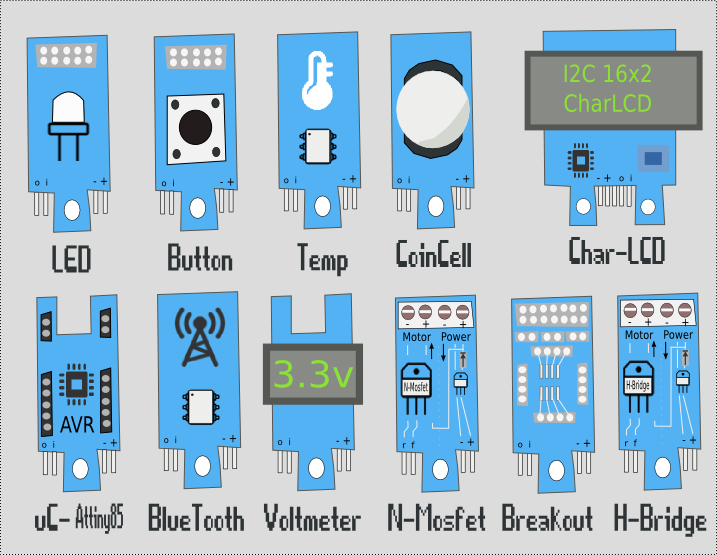 I2C 16x2
CharLCD
o i - +
o i - +
o i - +
o i - +
- + o i
LED
Button
Temp
CoinCell
Char-LCD
- + - +
Motor Power
- + - +
Motor Power
3.3v
N-Mosfet
H-Bridge
AVR
o i - +
o i - +
o i - +
r f - +
o i - +
r f - +
uC- Attiny85
BlueTooth
Voltmeter
N-Mosfet
Breakout
H-Bridge